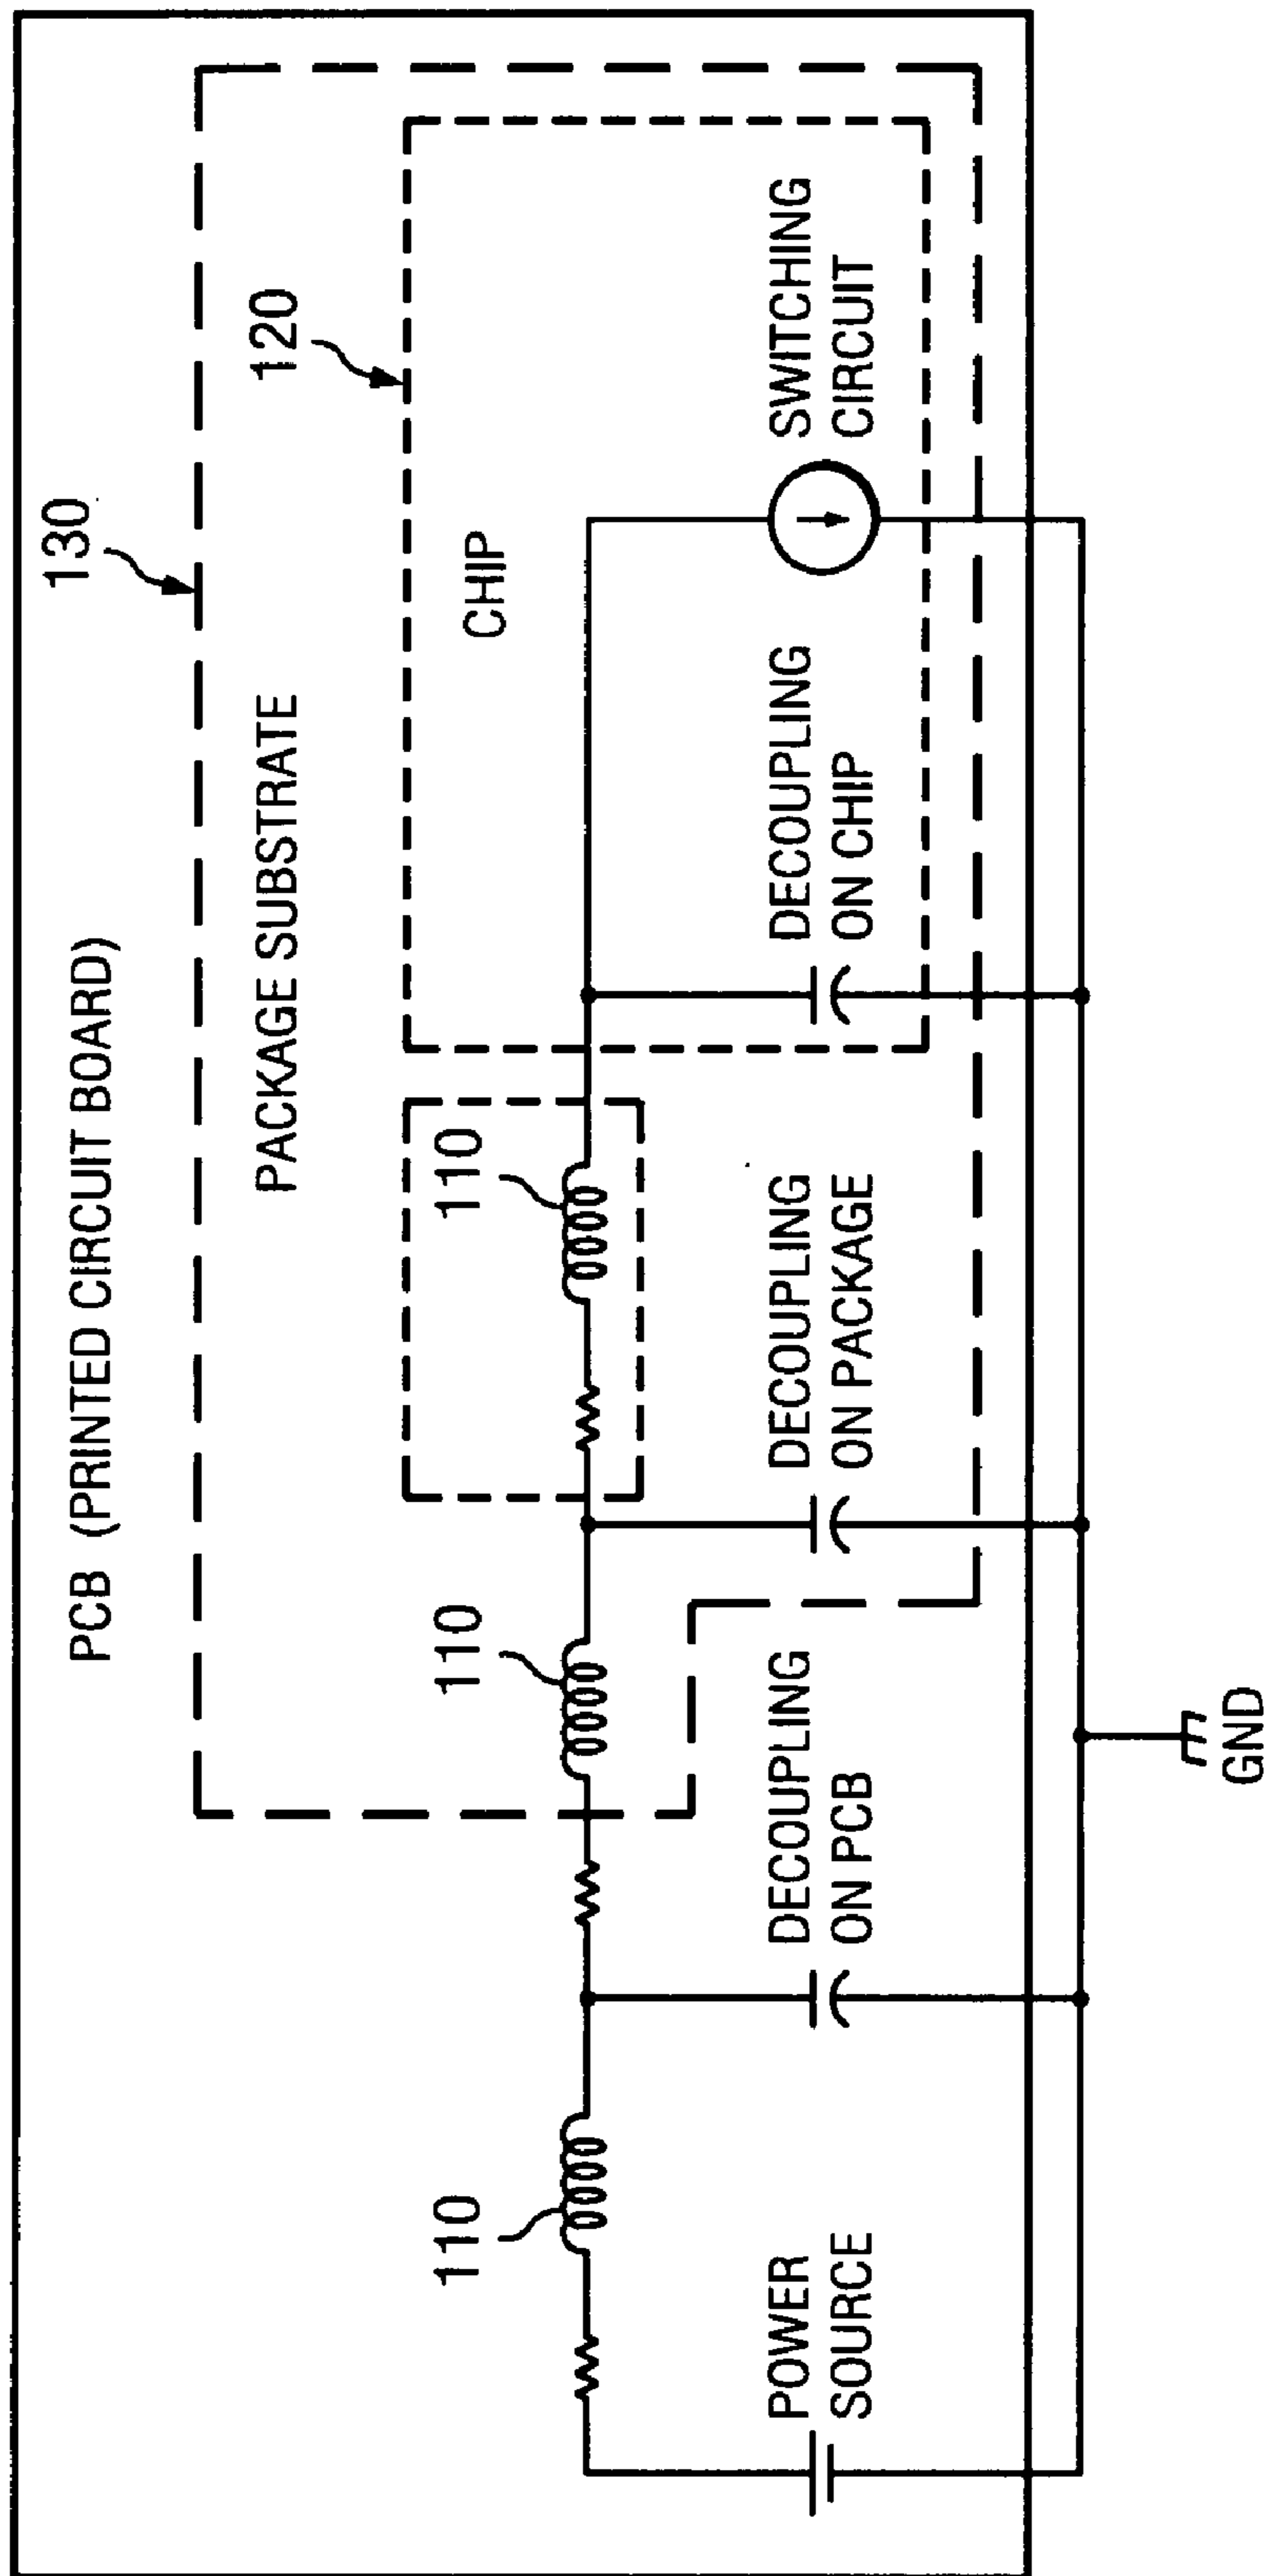 PCB (PRINTED CIRCUIT BOARD)
130
PACKAGE SUBSTRATE
120
110
110
110
CHIP
POWER
SOURCE
DECOUPLING
ON PCB
DECOUPLING
ON PACKAGE
DECOUPLING
ON CHIP
SWITCHING
CIRCUIT
GND